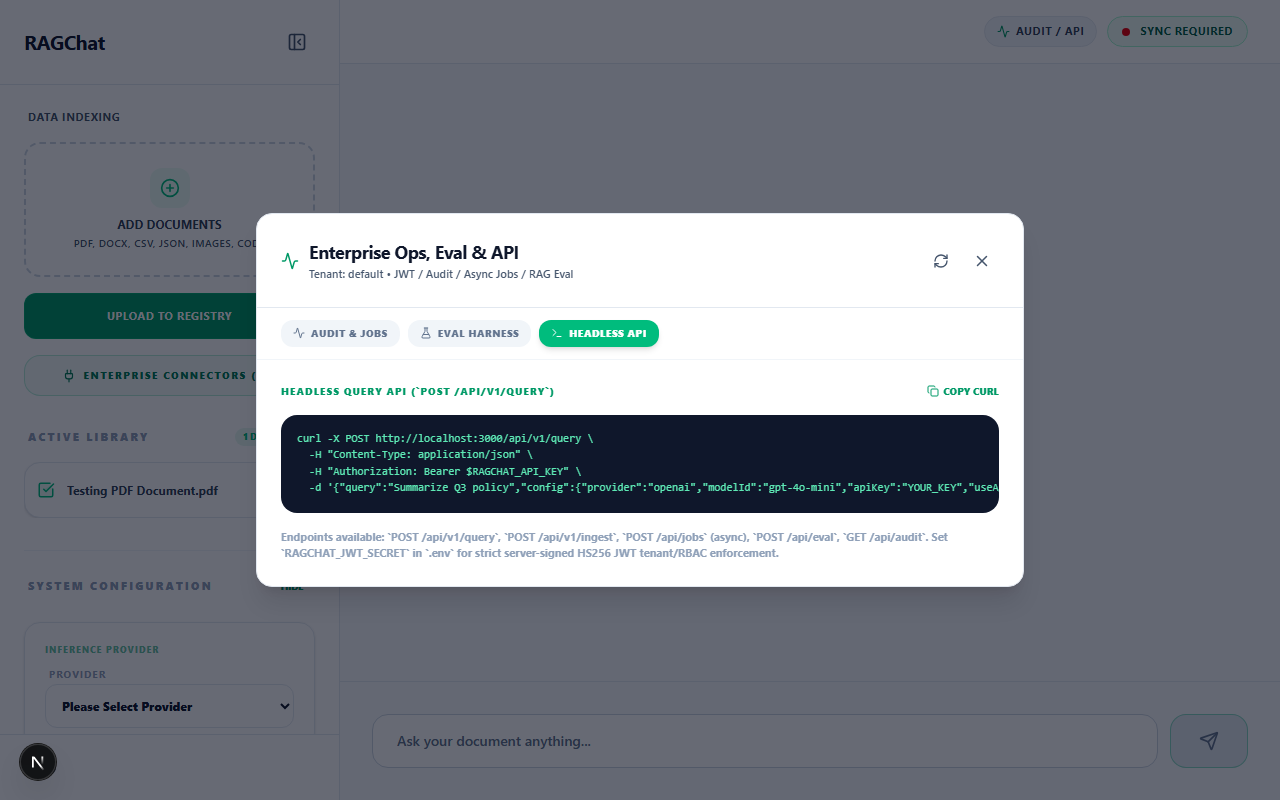 RAGChat
AUDIT / API
SYNC REQUIRED
DATA INDEXING
ADD DOCUMENTS
PDF, DOCX, CSV, JSON, IMAGES,
UPLOAD TO REGISTRY
ENTERPRISE CONNECTORS (
ACTIVE LIBRARY
Testing PDF Document.pdf
SYSTEM CONFIGURATION
HIDE
INFERENCE PROVIDER
PROVIDER
Please Select Provider
N
Enterprise Ops, Eval & API
Tenant: default • JWT / Audit / Async Jobs / RAG Eval
AUDIT & JOBS
EVAL HARNESS
HEADLESS API
HEADLESS QUERY API (`POST /API/V1/QUERY`)
COPY CURL
curl -X POST http://localhost:3000/api/v1/query \
-H "Content-Type: application/json" \
-H "Authorization: Bearer $RAGCHAT_API_KEY" \
-d '{"query":"Summarize Q3 policy","config":{"provider":"openai","modelId":"gpt-4o-mini","apiKey":"YOUR_KEY","useA
Endpoints available: `POST /api/v1/query`, `POST /api/v1/ingest`, `POST /api/jobs` (async), `POST /api/eval`, `GET /api/audit`. Set
`RAGCHAT_JWT_SECRET` in `.env` for strict server-signed HS256 JWT tenant/RBAC enforcement.
Ask your document anything...